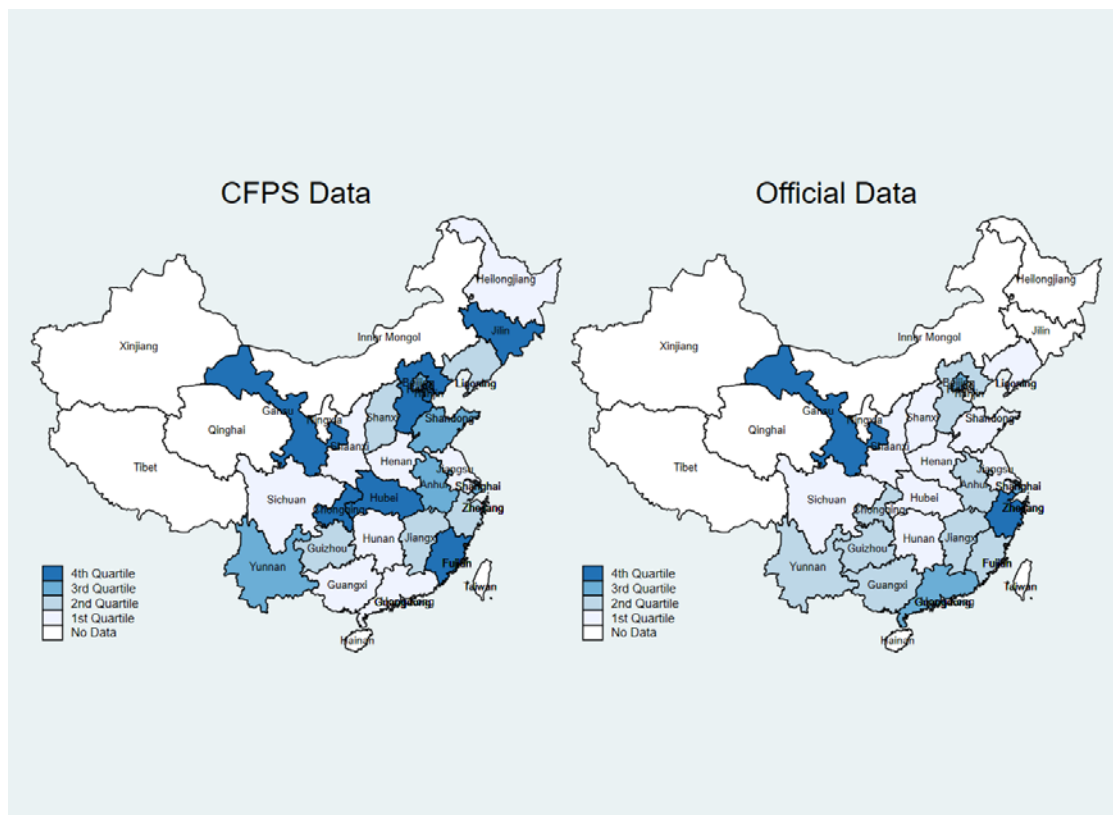 CFPS Data
Heilongjiang
Jilin
Inner Mongol
Xinjiang
Liaoning
Gansu
Ningxia
Shanxi
Shandong
Qinghai
Shaanxi
Henan
Jiangsu
Tibet
Anhui
Shanghai
Sichuan
Hubei
Zhejiang
Chongqing
Hunan
Jiangxi
Guizhou
Yunnan
Fujian
Guangxi
Taiwan
Hainan
4th Quartile
3rd Quartile
2nd Quartile
1st Quartile
No Data
Official Data
Heilongjiang
Jilin
Inner Mongol
Xinjiang
Liaoning
Gansu
Ningxia
Shanxi
Shandong
Qinghai
Shaanxi
Henan
Jiangsu
Tibet
Anhui
Shanghai
Sichuan
Hubei
Zhejiang
Chongqing
Hunan
Jiangxi
Guizhou
Yunnan
Fujian
Guangxi
Taiwan
Hainan
4th Quartile
3rd Quartile
2nd Quartile
1st Quartile
No Data